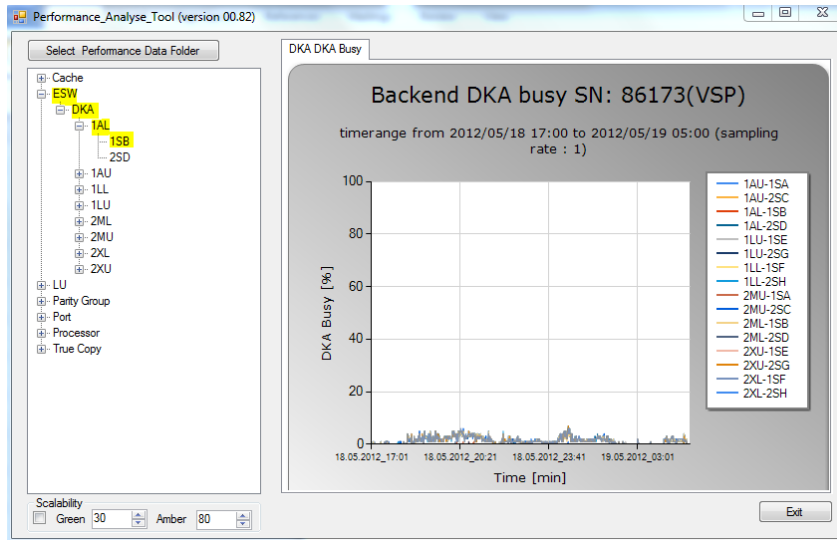 Performance_Analyse_Tool (version 00.82)
Select Performance Data Folder
Cache
ESW
DKA
1AL
1SB
2SD
1AU
1LL
1LU
2ML
2MU
2XL
2XU
LU
Parity Group
Port
Processor
True Copy
Scalability
Green 30 Amber 80
DKA DKA Busy
Backend DKA busy SN: 86173(VSP)
timerange from 2012/05/18 17:00 to 2012/05/19 05:00 (sampling
rate : 1)
DKA Busy [%]
100
80
60
40
20
0
18.05.2012_17:01 18.05.2012_20:21 18.05.2012_23:41 19.05.2012_03:01
Time [min]
1AU-1SA
1AU-2SC
1AL-1SB
1AL-2SD
1LU-1SE
1LU-2SG
1LL-1SF
1LL-2SH
2MU-1SA
2MU-2SC
2ML-1SB
2ML-2SD
2XU-1SE
2XU-2SG
2XL-1SF
2XL-2SH
Exit